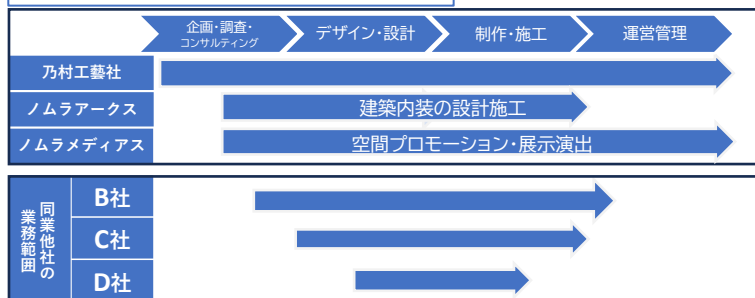 企画・調査・
コンサルティング
デザイン・設計
制作・施工
運営管理
乃村工藝社
ノムラアークス
建築内装の設計施工
ノムラメディアス
空間プロモーション・展示演出
同業他社の
業務範囲
B社
C社
D社